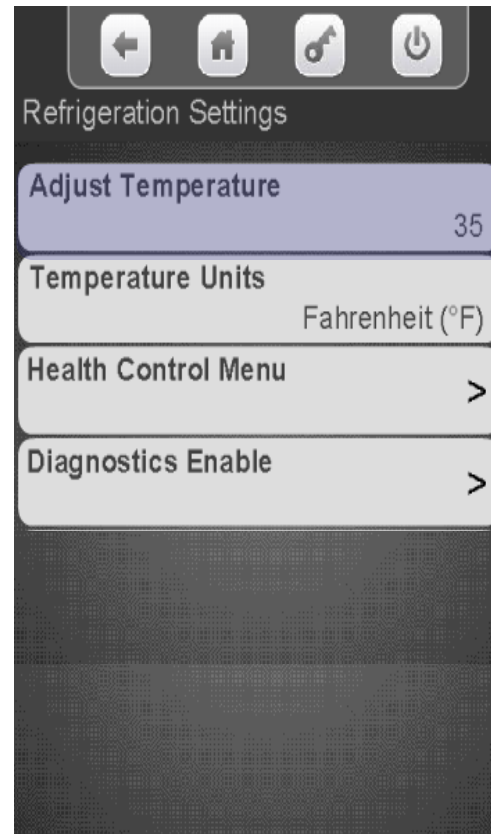 Refrigeration Settings
Adjust Temperature
35
Temperature Units
Fahrenheit (°F)
Health Control Menu
>
Diagnostics Enable
>